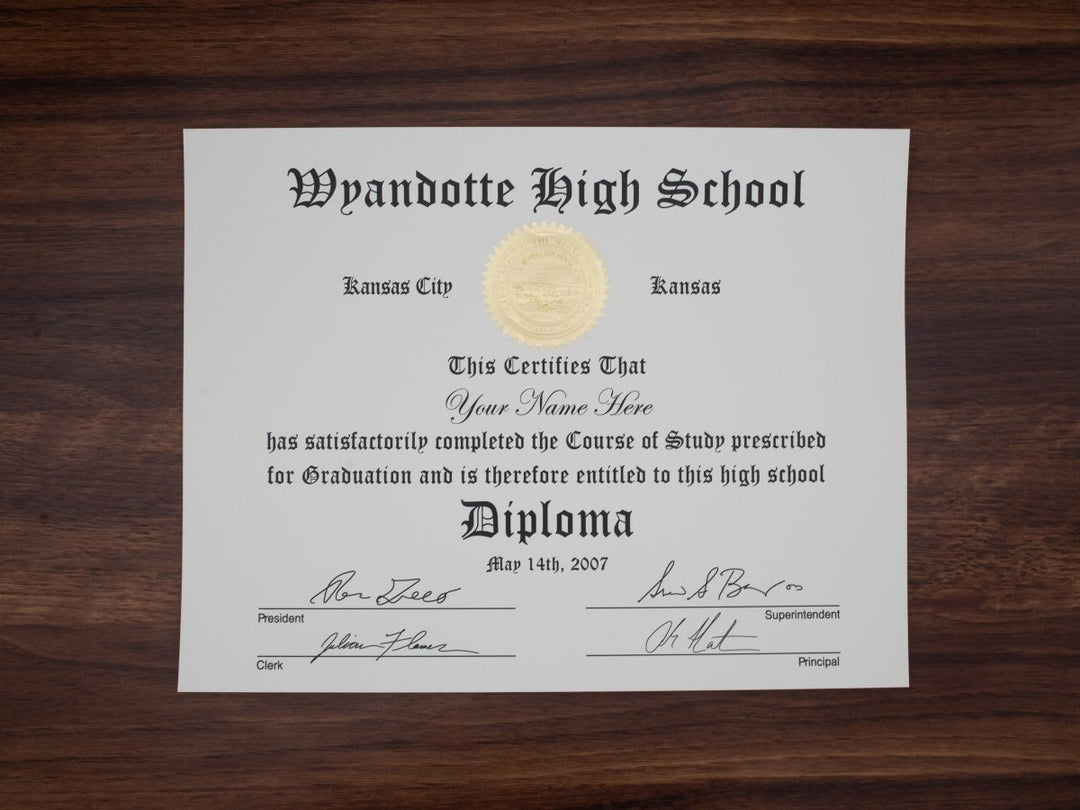 Wyandotte High School
Kansas City Kansas
This Certifies That
Your Name Here
has satisfactorily completed the Course of Study prescribed
for Graduation and is therefore entitled to this high school
Diploma
May 14th, 2007
President
Superintendent
Clerk
Principal